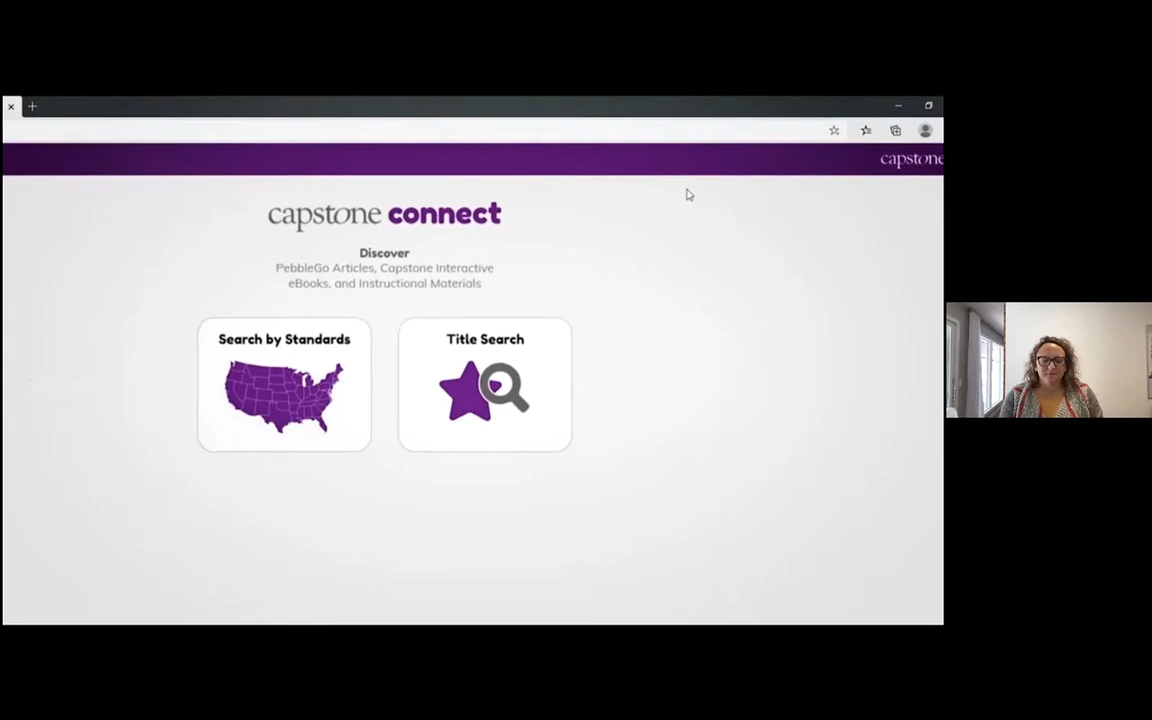 capstone
capstone connect
Discover
PebbleGo Articles, Capstone Interactive
eBooks, and Instructional Materials
Search by Standards
Title Search